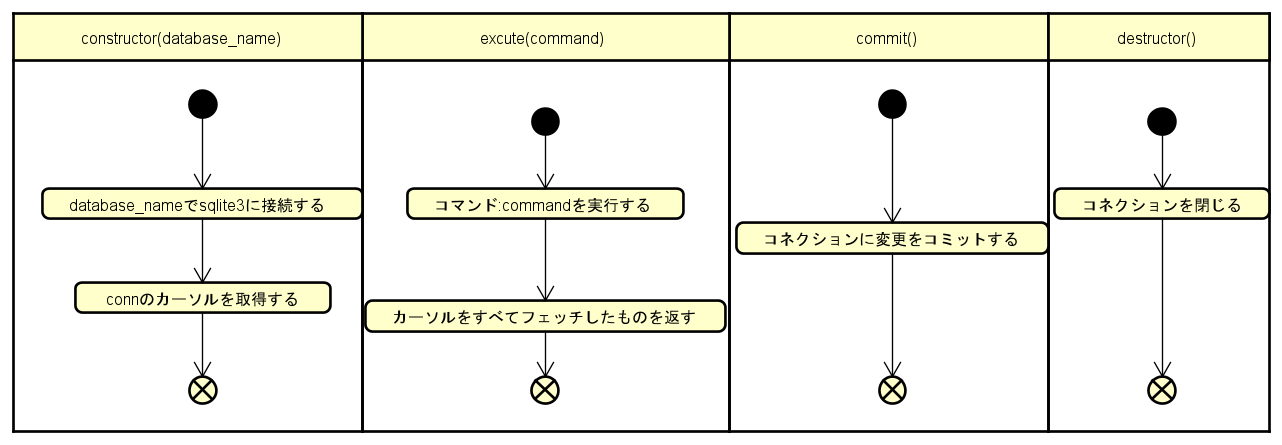 constructor(database_name)
excute(command)
commit()
destructor()
database_nameでsqlite3に接続する
connのカーソルを取得する
コマンド:commandを実行する
カーソルをすべてフェッチしたものを返す
コネクションに変更をコミットする
コネクションを閉じる